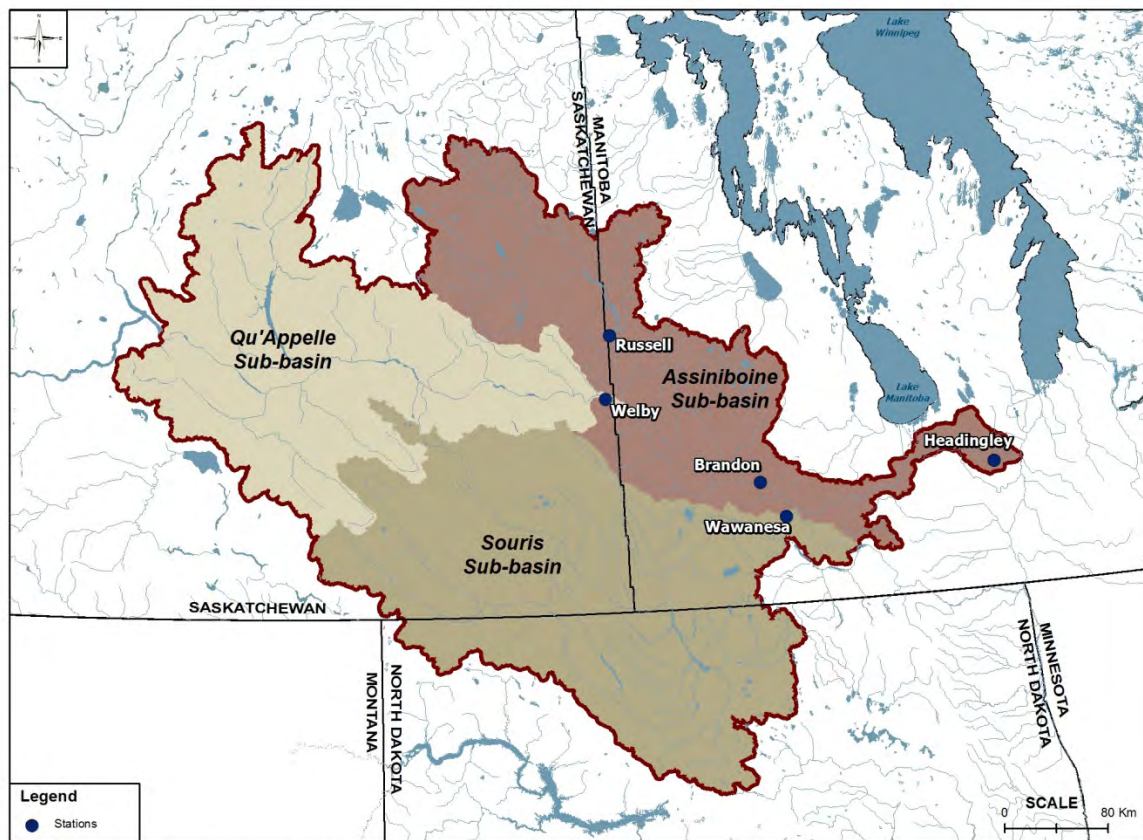 Lake
Winnipeg
MANITOBA
SASKATCHEWAN
Qu'Appelle
Sub-basin
Russell
Assiniboine
Sub-basin
Welby
Lake
Manitoba
Headingley
Brandon
Wawanesa
Souris
Sub-basin
SASKATCHEWAN
MONTANA
NORTH DAKOTA
MINNESOTA
NORTH DAKOTA
Legend
Stations
SCALE
0 80 Km